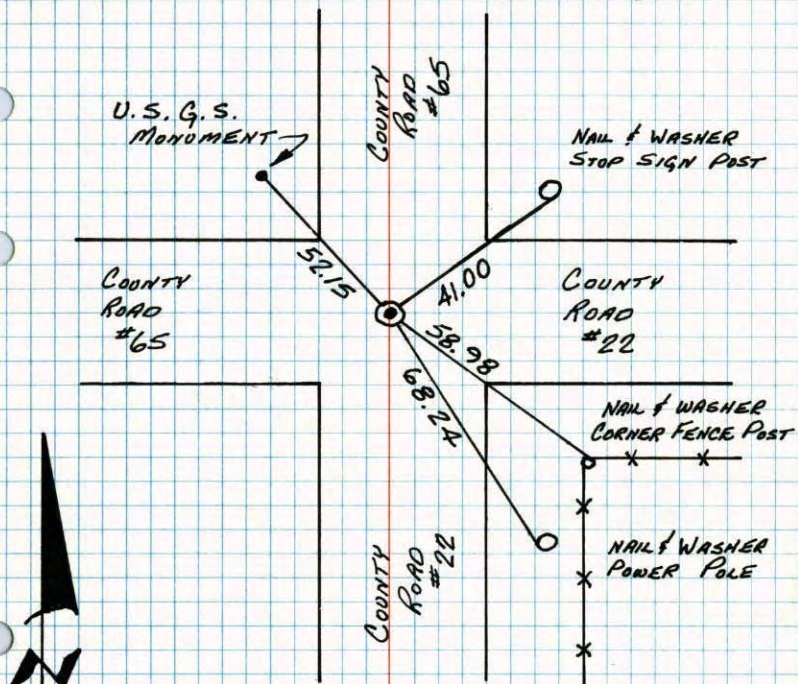 U.S.G.S.
MONUMENT
COUNTY
ROAD
#65
NAIL & WASHER
STOP SIGN POST
COUNTY
ROAD
#65
52.15
41.00
COUNTY
ROAD
#22
58.98
68.24
NAIL & WASHER
CORNER FENCE POST
COUNTY
ROAD
#22
NAIL & WASHER
POWER POLE
N